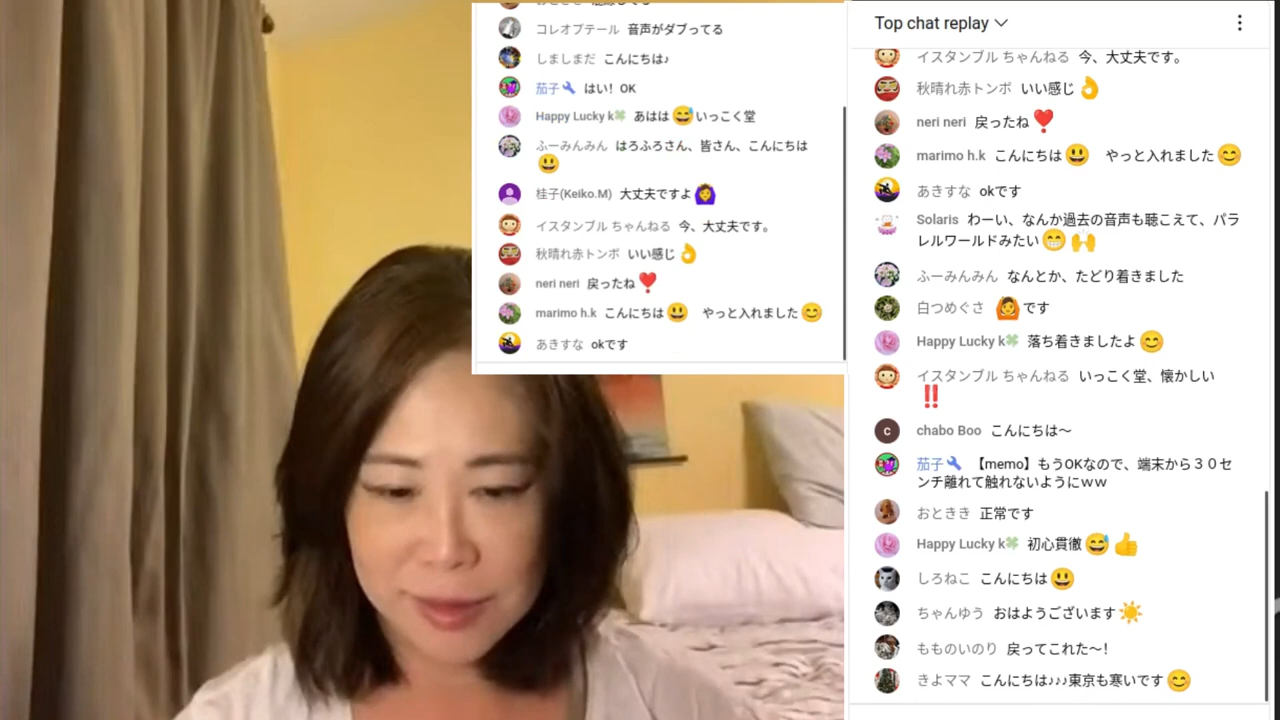 コレオプテール 音声がダブってる
しましまだ こんにちは♪
茄子🔧 はい！OK
Happy Lucky k🍀 あはは😅いっこく堂
ふーみんみん はろふろさん、皆さん、こんにちは
😃
桂子(Keiko.M) 大丈夫ですよ🙆‍♀️
イスタンブル ちゃんねる 今、大丈夫です。
秋晴れ赤トンボ いい感じ👌
neri neri 戻ったね❣️
marimo h.k こんにちは😃 やっと入れました😊
あきすな okです
Top chat replay
イスタンブル ちゃんねる 今、大丈夫です。
秋晴れ赤トンボ いい感じ👌
neri neri 戻ったね❣️
marimo h.k こんにちは😃 やっと入れました😊
あきすな okです
Solaris わーい、なんか過去の音声も聴こえて、パラ
レルワールドみたい😁🙌
ふーみんみん なんとか、たどり着きました
白つめぐさ 🙆です
Happy Lucky k🍀 落ち着きましたよ😊
イスタンブル ちゃんねる いっこく堂、懐かしい
‼️
C chabo Boo こんにちは〜
茄子🔧 【memo】もうOKなので、端末から３０セ
ンチ離れて触れないようにｗｗ
おときき 正常です
Happy Lucky k🍀 初心貫徹😅👍
しろねこ こんにちは😃
ちゃんゆう おはようございます☀️
もものいのり 戻ってこれた〜！
きよママ こんにちは♪♪♪東京も寒いです😊